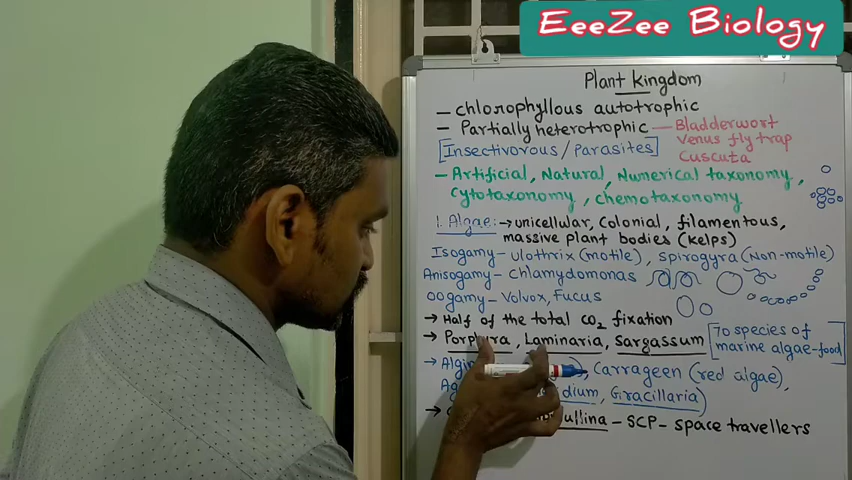 EeeZee Biology
Plant kingdom
- chlorophyllous autotrophic
- Partially heterotrophic - Bladderwort
Venus fly trap
[Insectivorous/Parasites]
Cuscuta
- Artificial, Natural, Numerical taxonomy,
cytotaxonomy, chemotaxonomy
1. Algae: → unicellular, colonial, filamentous,
massive plant bodies (kelps)
Isogamy - ulothrix (motile), spirogyra (Non-motile)
Anisogamy - Chlamydomonas
oogamy - Volvox, Fucus
→ Half of the total CO2 fixation
→ Porphyra, Laminaria, Sargassum [70 species of
marine algae-food]
→ Algin), Carrageen (red algae),
Gracillaria)
- SCP - space travellers